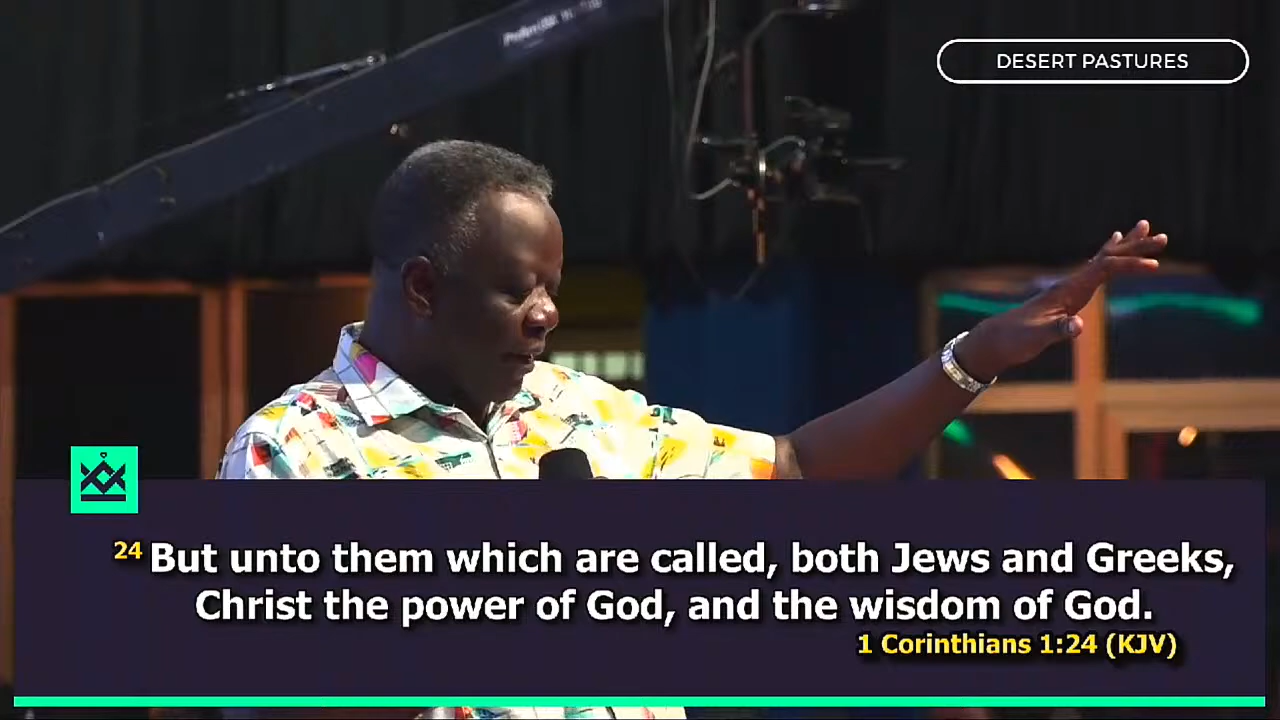 DESERT PASTURES
24 But unto them which are called, both Jews and Greeks,
Christ the power of God, and the wisdom of God.
1 Corinthians 1:24 (KJV)